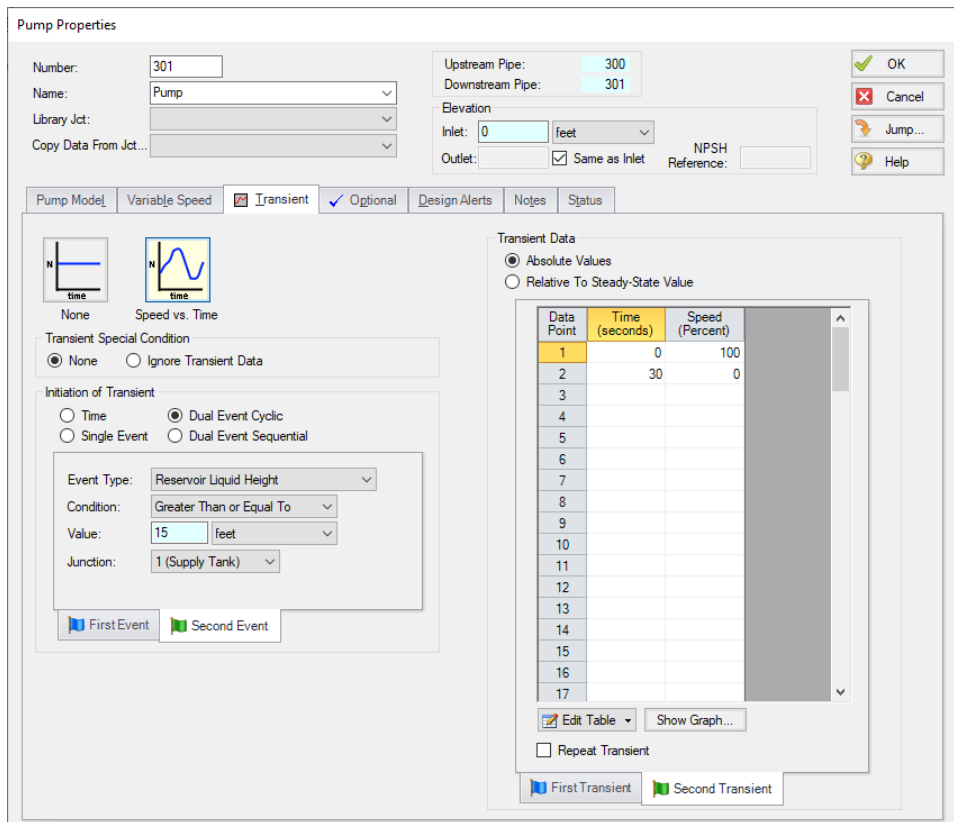 Pump Properties
Number: 301
Name: Pump
Library Jct:
Copy Data From Jct...
Upstream Pipe: 300
Downstream Pipe: 301
Elevation
Inlet: 0 feet
Outlet: Same as Inlet
NPSH
Reference:
OK
Cancel
Jump...
Help
Pump Model Variable Speed Transient Optional Design Alerts Notes Status
N
time
None
N
time
Speed vs. Time
Transient Special Condition
None Ignore Transient Data
Initiation of Transient
Time Dual Event Cyclic
Single Event Dual Event Sequential
Event Type: Reservoir Liquid Height
Condition: Greater Than or Equal To
Value: 15 feet
Junction: 1 (Supply Tank)
First Event Second Event
Transient Data
Absolute Values
Relative To Steady-State Value
Data Point Time (seconds) Speed (Percent)
1 0 100
2 30 0
3
4
5
6
7
8
9
10
11
12
13
14
15
16
17
Edit Table Show Graph...
Repeat Transient
First Transient Second Transient